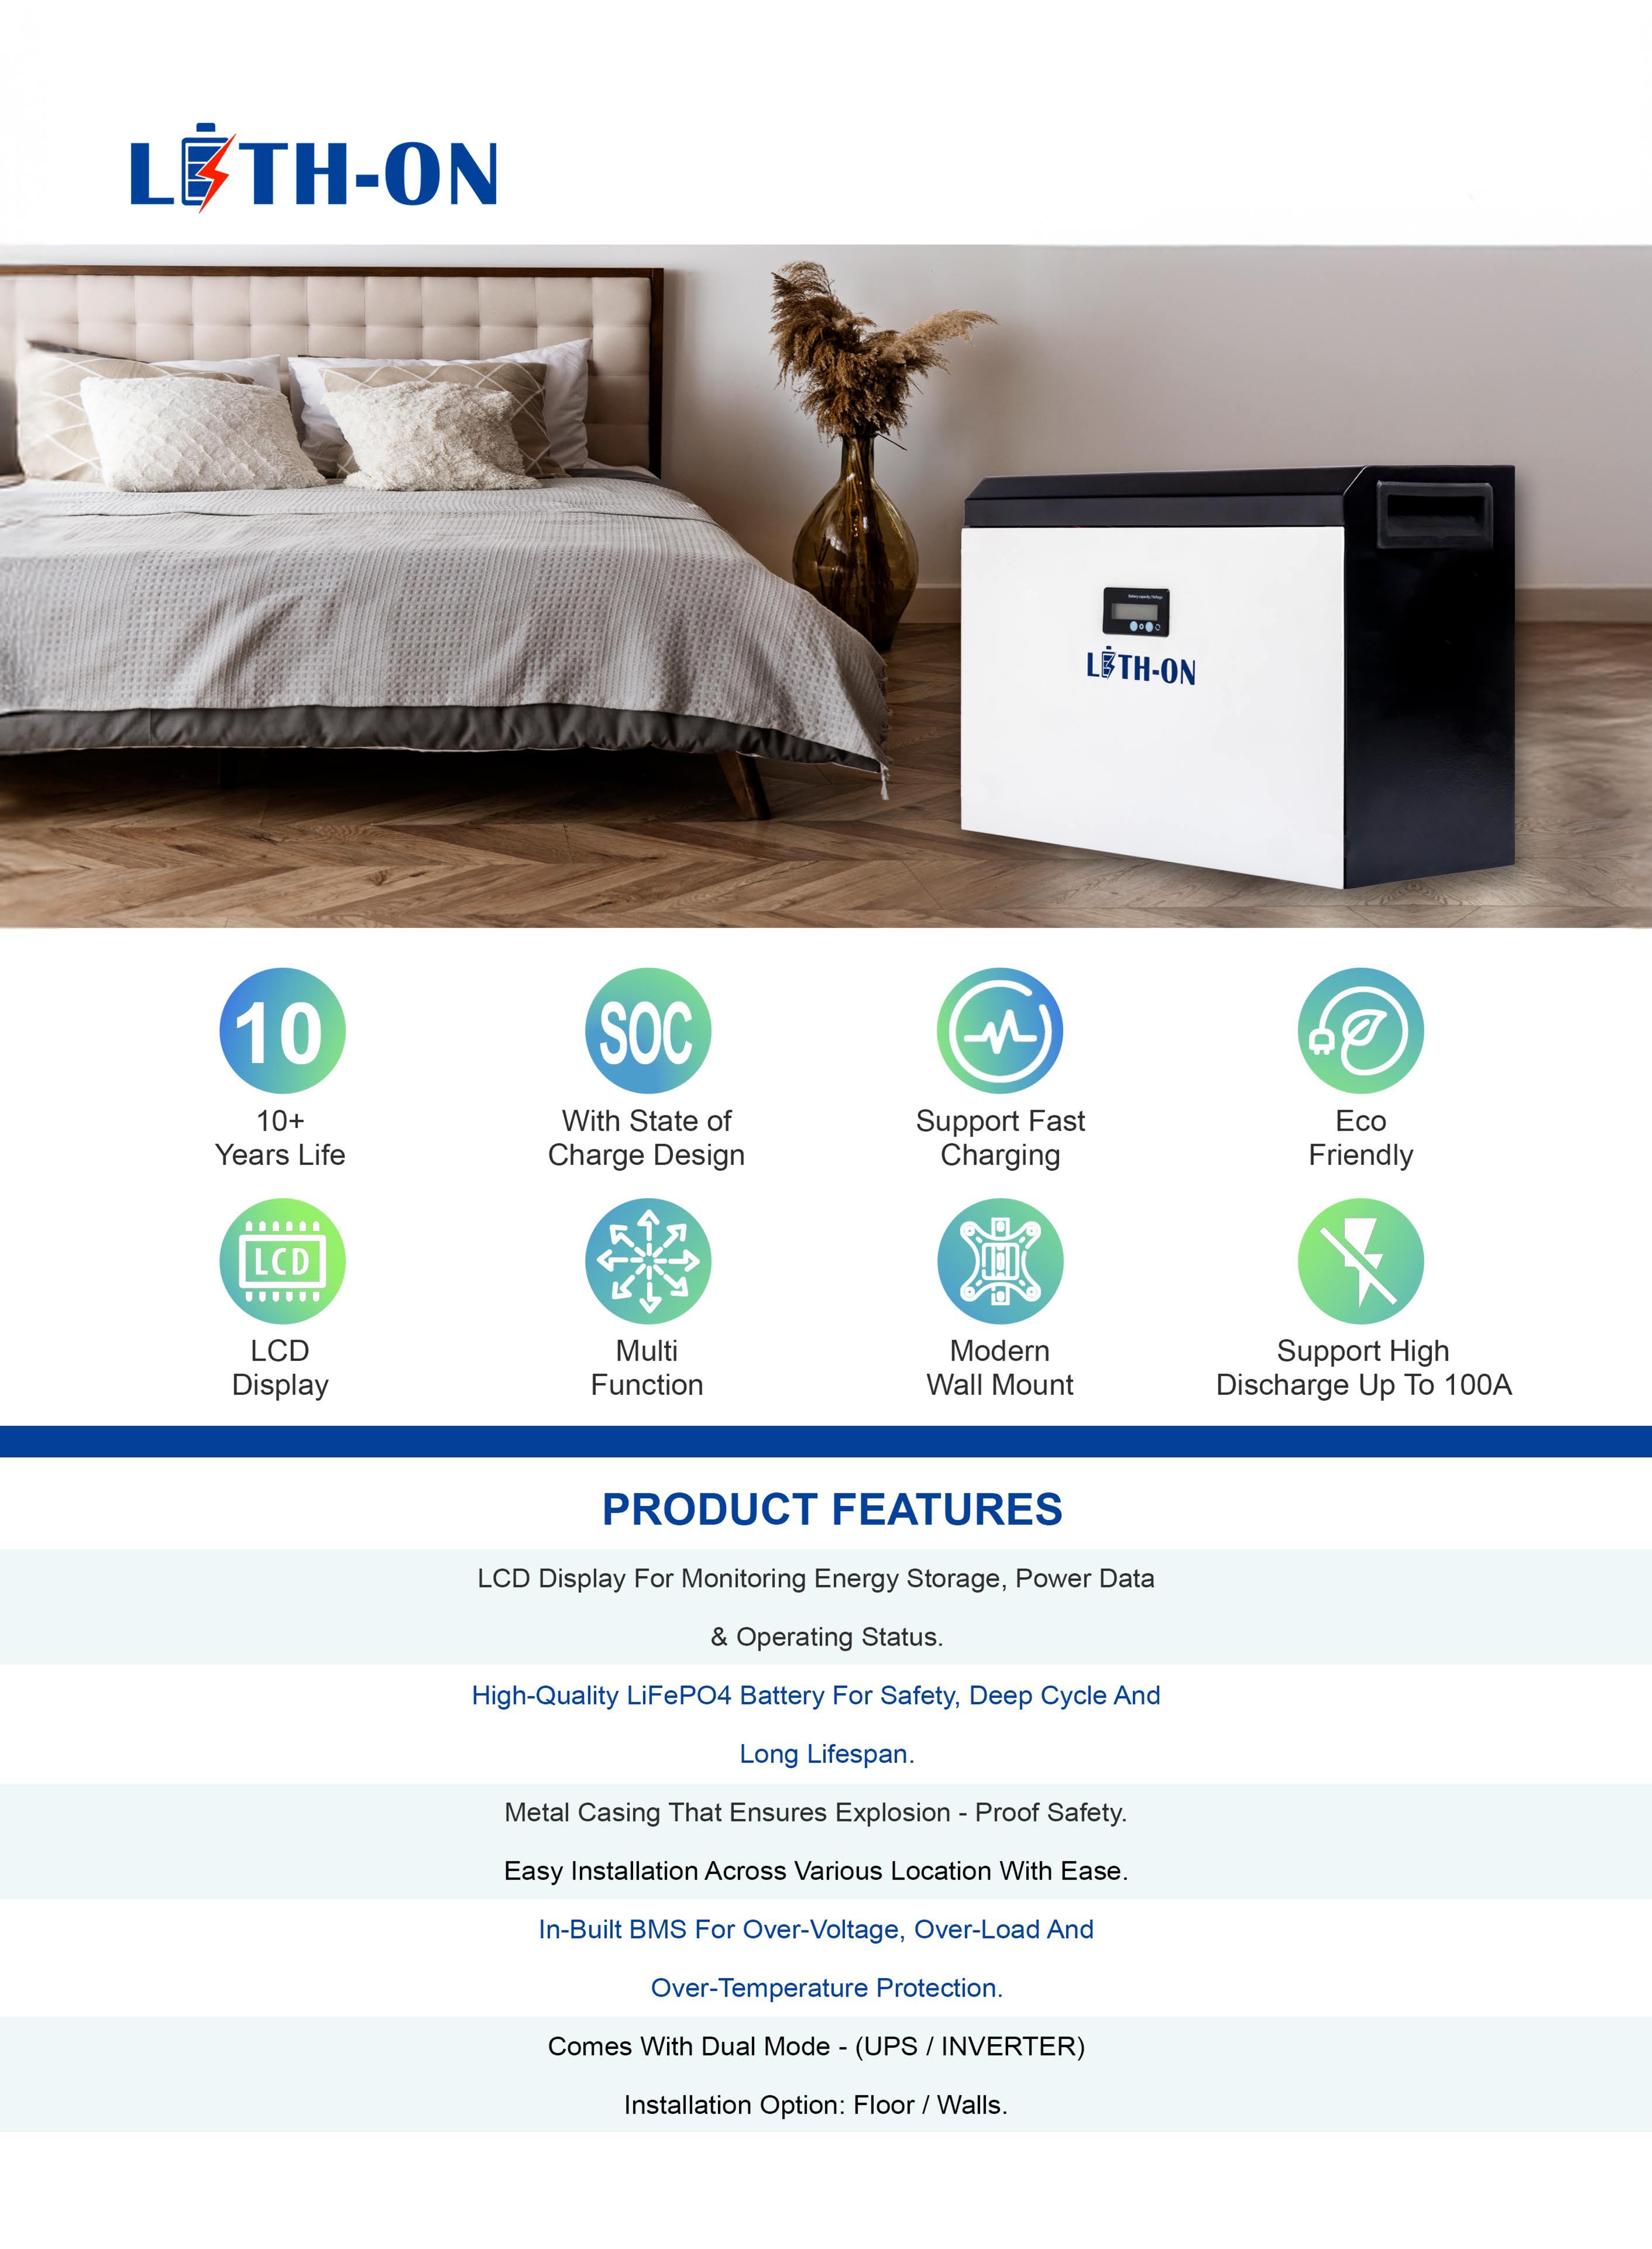 LITH-ON
Battery capacity/Voltage
LITH-ON
10
10+
Years Life
SOC
With State of
Charge Design
Support Fast
Charging
Eco
Friendly
LCD
LCD
Display
Multi
Function
Modern
Wall Mount
Support High
Discharge Up To 100A
PRODUCT FEATURES
LCD Display For Monitoring Energy Storage, Power Data
& Operating Status.
High-Quality LiFePO4 Battery For Safety, Deep Cycle And
Long Lifespan.
Metal Casing That Ensures Explosion - Proof Safety.
Easy Installation Across Various Location With Ease.
In-Built BMS For Over-Voltage, Over-Load And
Over-Temperature Protection.
Comes With Dual Mode - (UPS / INVERTER)
Installation Option: Floor / Walls.